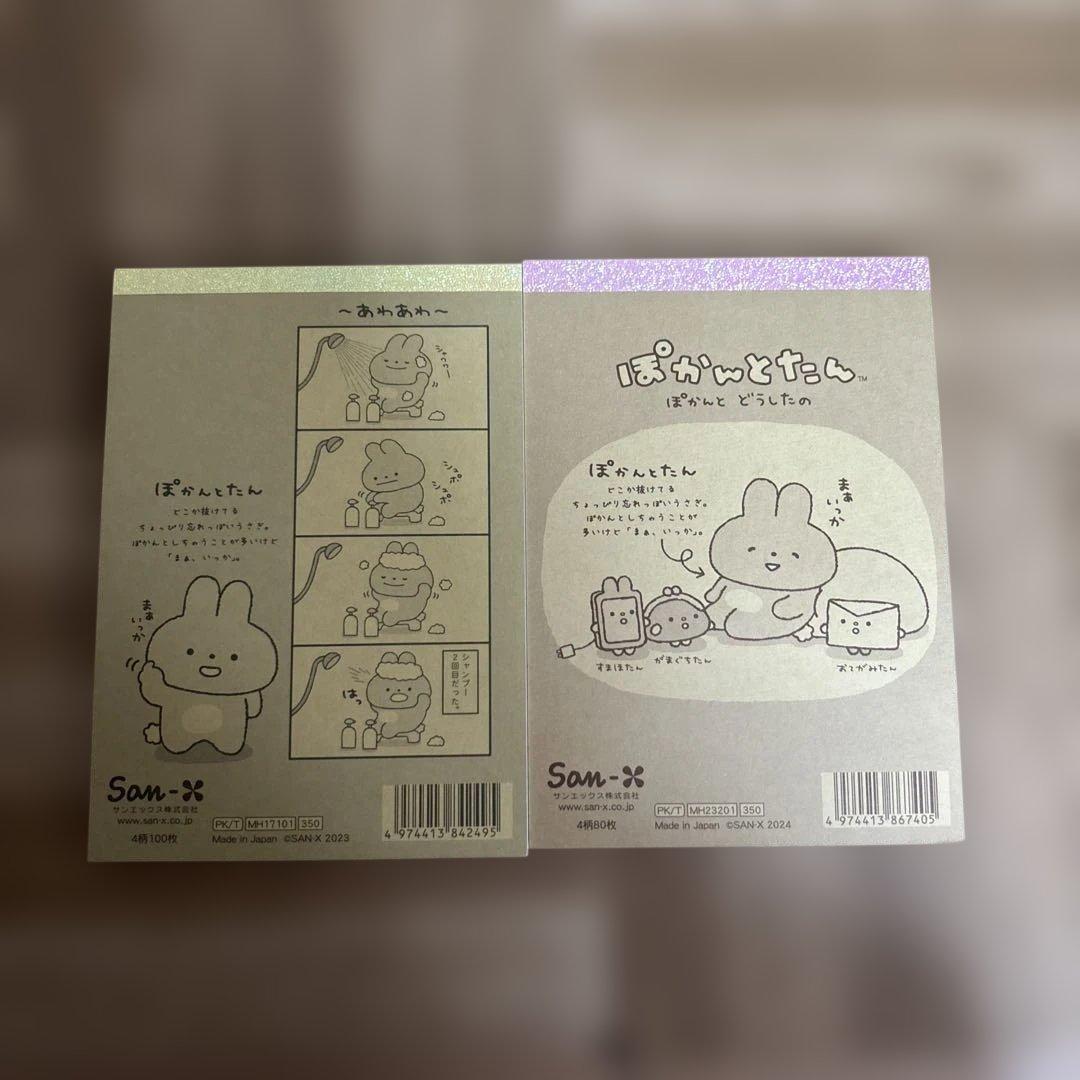 ～あわあわ～
シャワワー
シュポ
シュポ
はっ
シャンプー
2回目だった。
ぽかんとたん
どこか抜けてる
ちょっぴり忘れっぽいうさぎ。
ぽかんとしちゃうことが多いけど
「まぁ、いっか」。
まぁ
いっか
San-X
サンエックス株式会社
www.san-x.co.jp
4柄100枚
PK/T MH17101 350
Made in Japan ©SAN-X 2023
4 974413 842495
ぽかんとたん™
ぽかんと どうしたの
ぽかんとたん
どこか抜けてる
ちょっぴり忘れっぽいうさぎ。
ぽかんとしちゃうことが
多いけど「まぁ、いっか」。
まぁ
いっか
すまほたん
がまぐちたん
おてがみたん
San-X
サンエックス株式会社
www.san-x.co.jp
4柄80枚
PK/T MH23201 350
Made in Japan ©SAN-X 2024
4 974413 867405